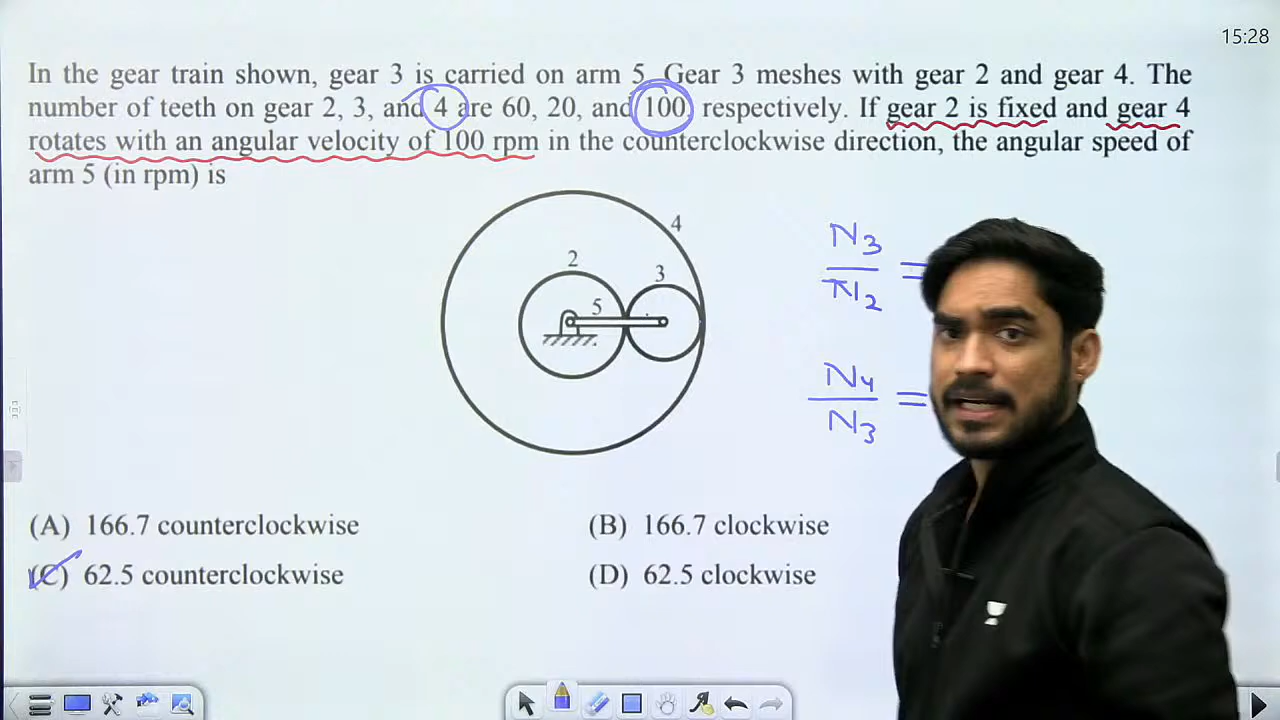 15:28
In the gear train shown, gear 3 is carried on arm 5. Gear 3 meshes with gear 2 and gear 4. The
number of teeth on gear 2, 3, and 4 are 60, 20, and 100 respectively. If gear 2 is fixed and gear 4
rotates with an angular velocity of 100 rpm in the counterclockwise direction, the angular speed of
arm 5 (in rpm) is
4
2
3
5
N3
N2
=
N4
N3
=
(A) 166.7 counterclockwise
(B) 166.7 clockwise
(C) 62.5 counterclockwise
(D) 62.5 clockwise